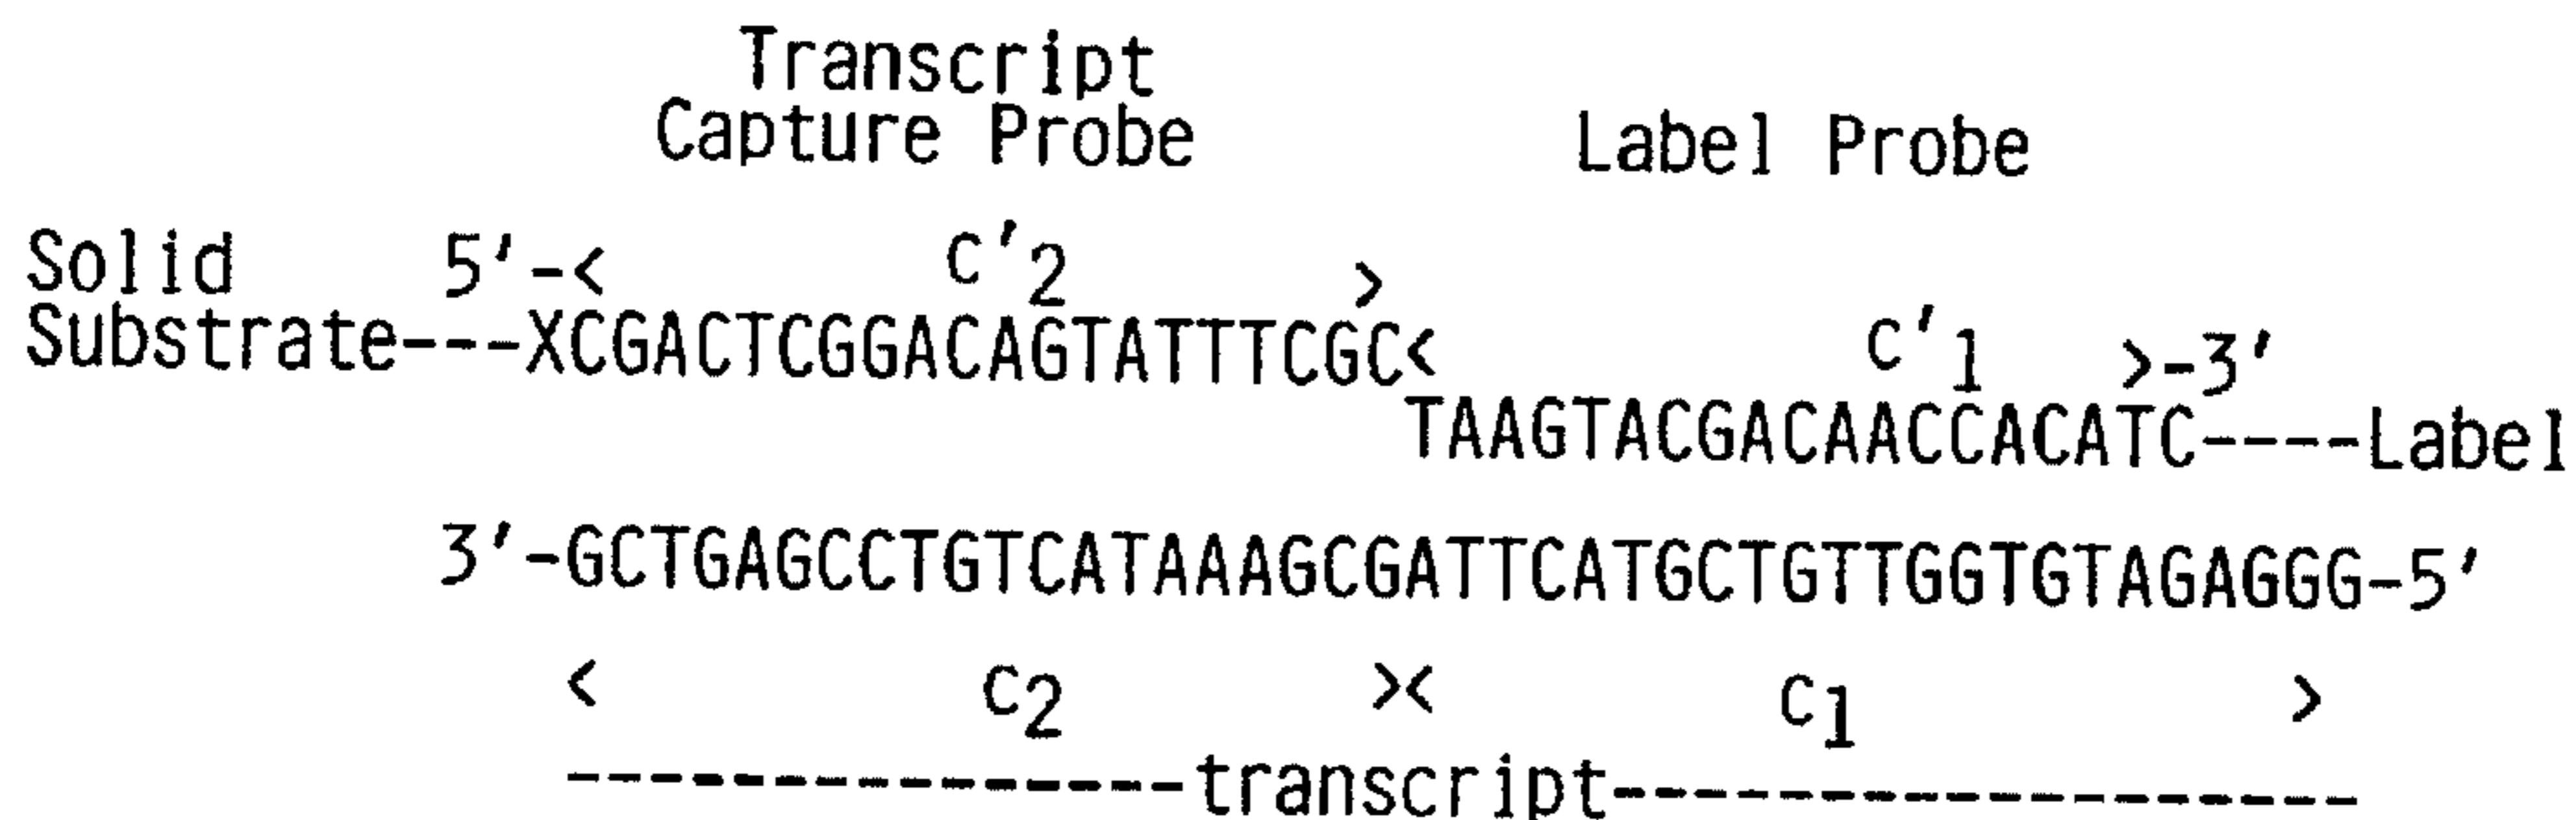 Transcript
Capture Probe Label Probe
Solid 5'-< C'2 >
Substrate---XCGACTCGGACAGTATTTCGC< C'1 >-3'
TAAGTACGACAACCACATC----Label
3'-GCTGAGCCTGTCATAAAGCGATTCATGCTGTTGGTGTAGAGGG-5'
< C2 >< C1 >
---------------transcript------------------